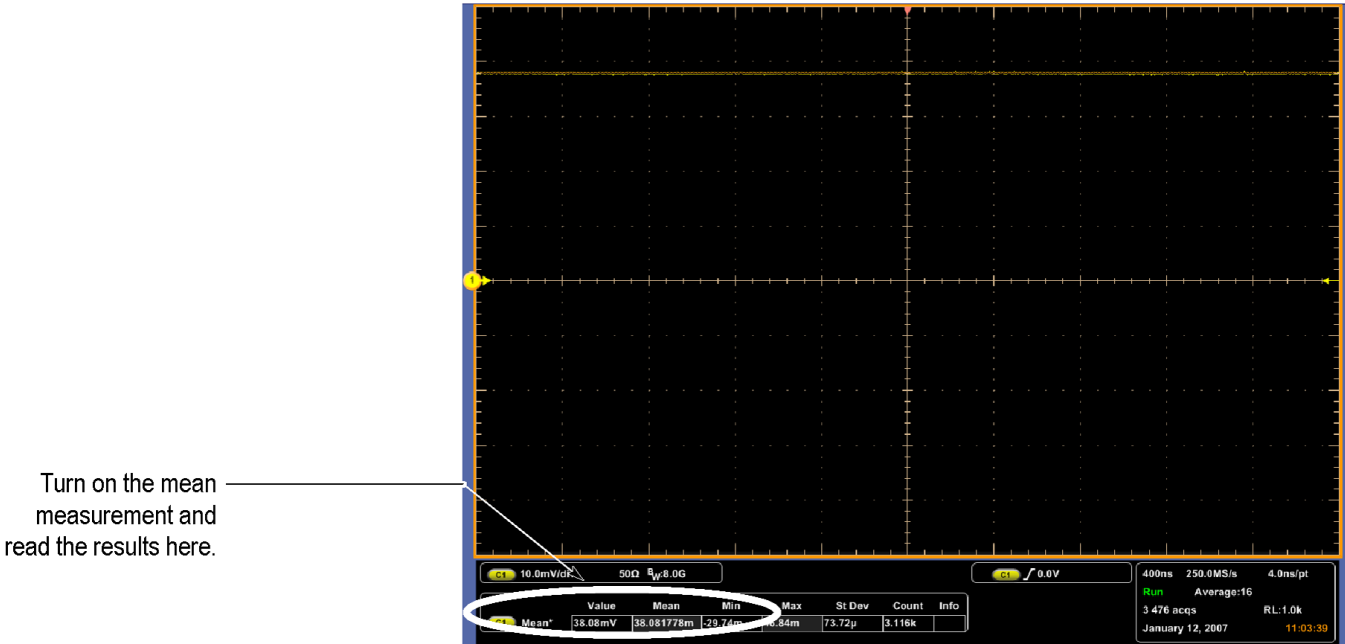 1
Turn on the mean
measurement and
read the results here.
C1 10.0mV/di 50Ω BW:8.0G
C1 0.0V
400ns 250.0MS/s 4.0ns/pt
Run Average:16
3 476 acqs RL:1.0k
January 12, 2007 11:03:39
Value Mean Min Max St Dev Count Info
C1 Mean* 38.08mV 38.081778m -29.74m 73.72µ 3.116k